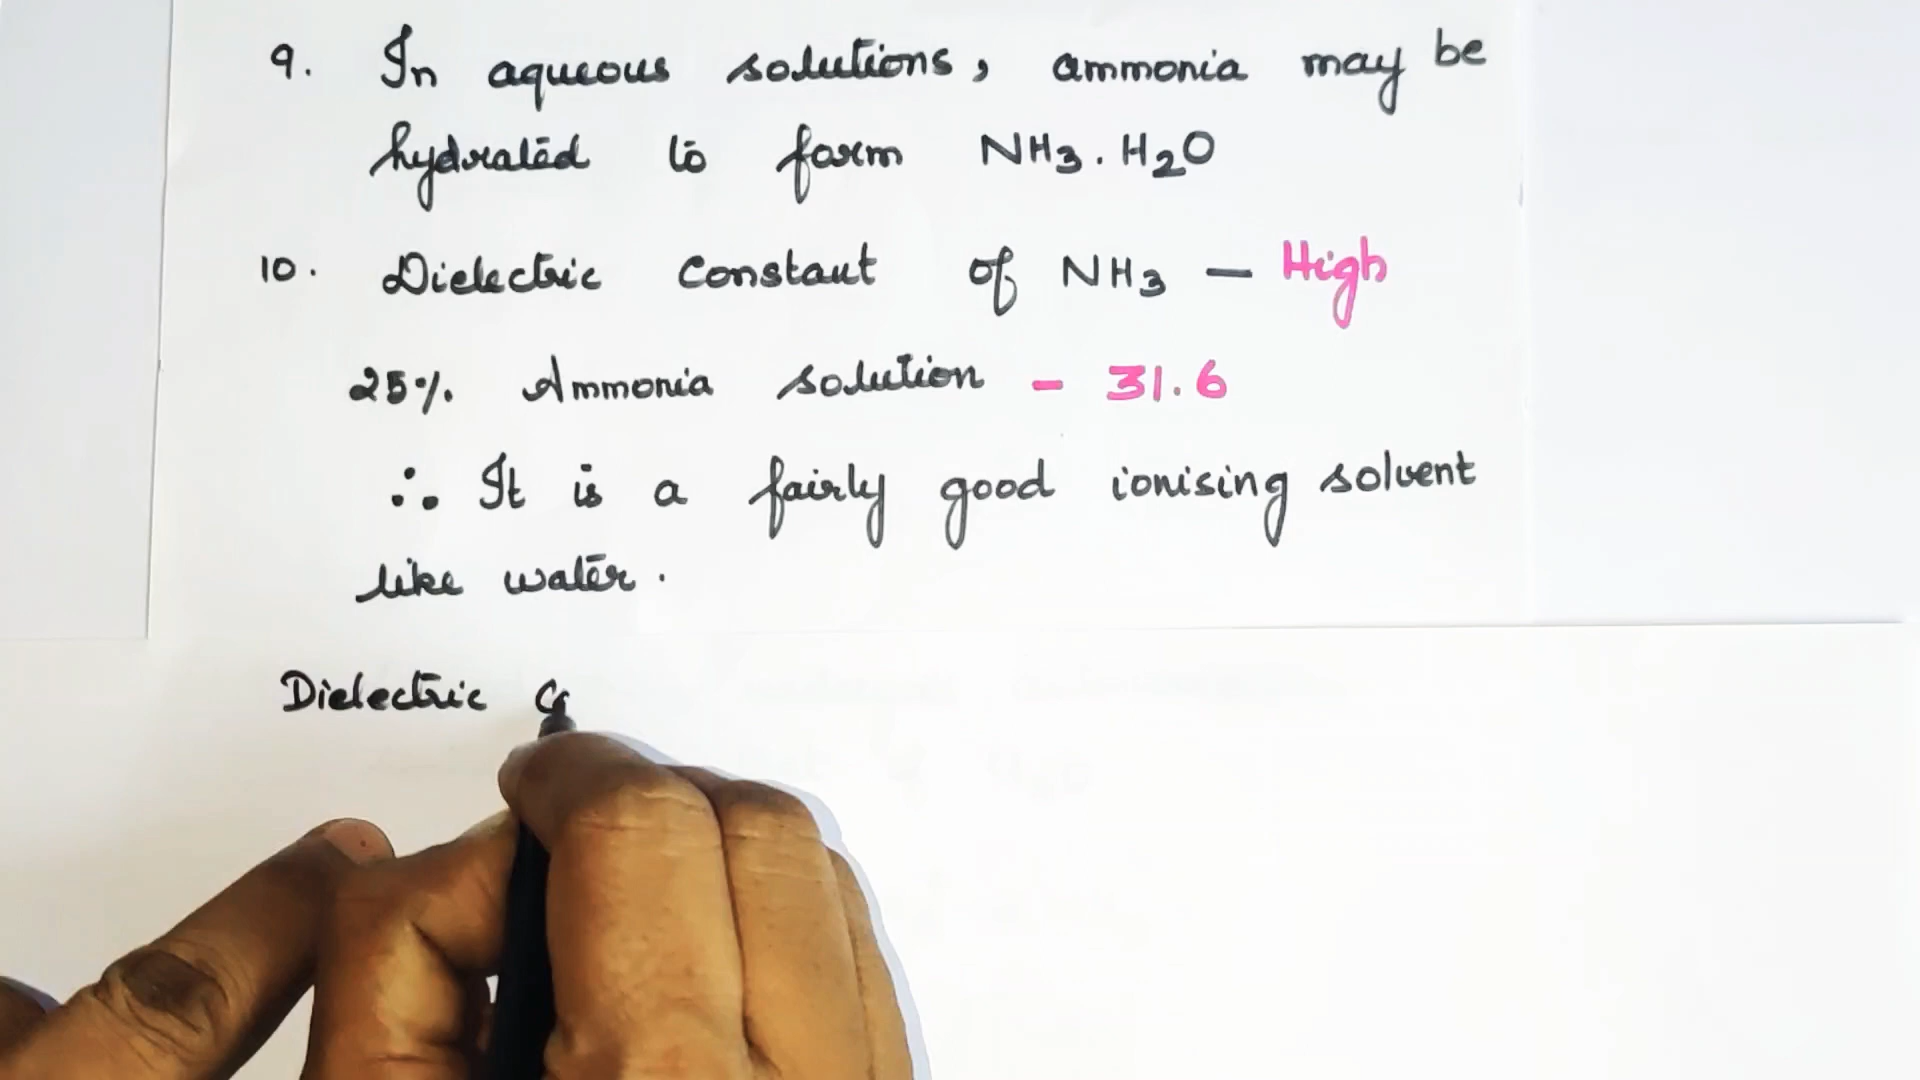 9. In aqueous solutions, ammonia may be
hydrated to form NH3.H2O
10. Dielectric Constant of NH3 — High
25% Ammonia solution - 31.6
∴ It is a fairly good ionising solvent
like water.
Dielectric